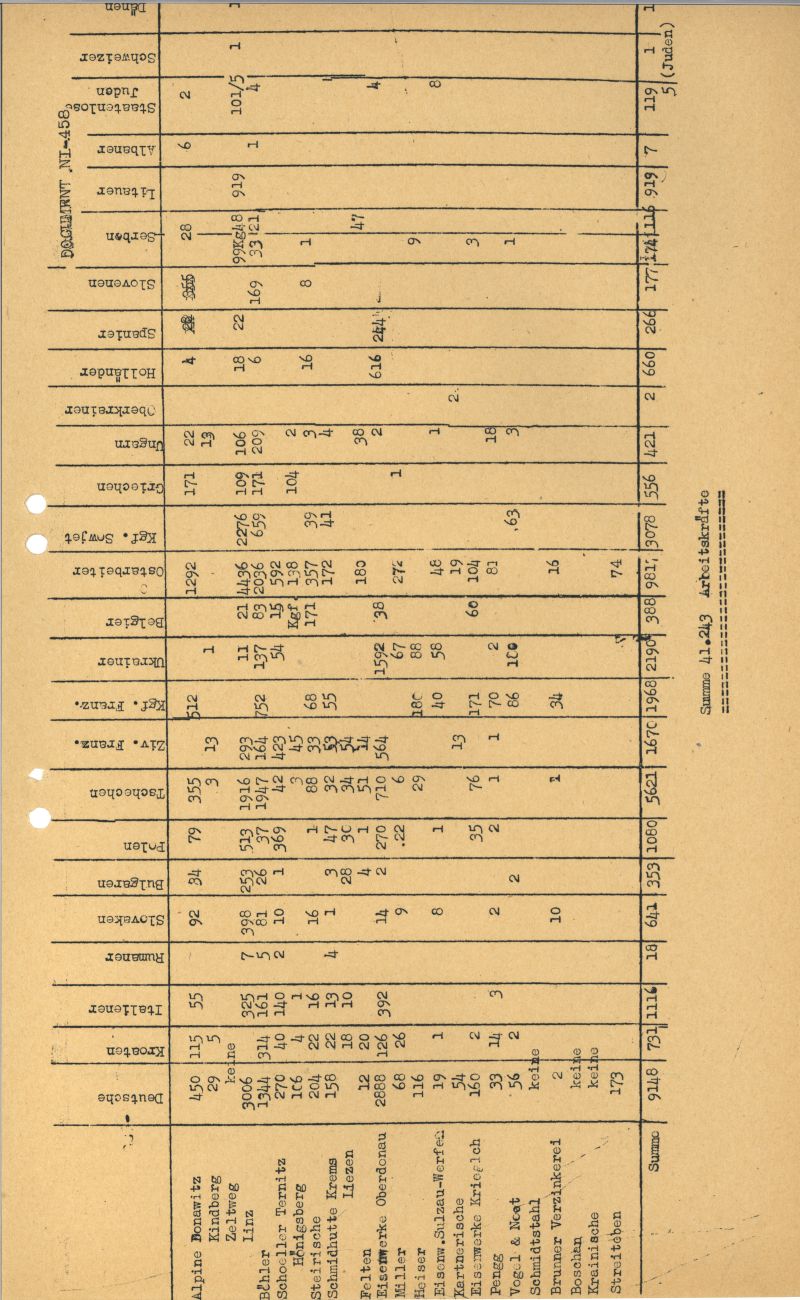 DOCUMENT NI-458
Deutsche Kroaten Italiener Rumaner Slovaken Bulgaren Polen Tschechen Ziv. Franz. Kgf. Franz. Ukrainer Belgier Ostarbeiter Kgf. Sowjet Griechen Ungarn Oberkrainer Holländer Spanier Slovenen Serben Litauer Albaner Staatenlose Juden Schweizer Dänen
Alpine Donawitz 450 115 55 92 34 79 355 512 1292 171 22 4 28 6 2
Kindberg 29 5 3 13 1 13
Zeltweg keine
Linz 3006 325 7 398 253 513 1916 293 11 21 4436 2276 109 106 18 22 99Kg48 919 101/5 1 1
Böhler 1344 314 161 5 81 26 37 1947 164 752 137 83 2036 659 171 209 6 169 33 21 1 4
Schoeller Ternitz 270 40 140 2 10 1 369 42 423 54 15 592
Hönigsberg 106 4 1 3 45 Kgf. 138 104 2
Steirische 204 22 16 16 1 88 33 68 171 357 39 3 16 8 1
Schmidhutte Krems 158 22 13 4 1 3 47 32 53 55 172 41 4
Liezen 18 10 28 30 34 54
Felten 12 20 4 1 51 14 180 38 47
Eisenwerke Oberdonau 2888 126 392 14 2 270 710 564 1592 38 2 616 244 4
Miller 68 26 9 22 6 67 272 1
Heiser 116 29 180 88 9
Eisenw.Sulzau-Werfen 19 1 8 1 40 58 48 1 8
Kartnerische 54 13 19 2
Eisenwerke Krieglch 160 2 35 76 171 60 104 3
Pengg 33 14 3 2 2 1 1 70 2 81 18
Vogel & Noot 56 2 2 86 100 63 3 1
Schmidtstahl keine
Brunner Verzinkerei 2 10 1 34 16
Boschan keine
Krainische keine
Streiteben 173 74
Summe 9148 731 1116 18 641 353 1080 5621 1670 1968 2190 388 9817 3078 556 421 2 660 266 177 174 116 919 7 119 1 1
5 (Juden)
Summe 41.243 Arbeitskräfte